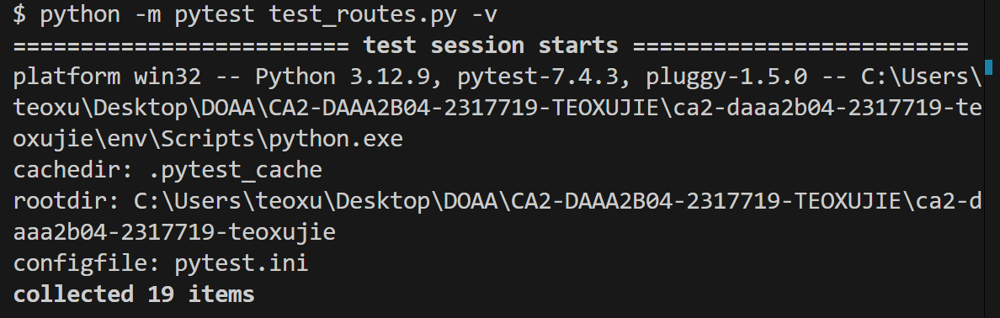 $ python -m pytest test_routes.py -v
========================= test session starts =========================
platform win32 -- Python 3.12.9, pytest-7.4.3, pluggy-1.5.0 -- C:\Users\
teoxu\Desktop\DOAA\CA2-DAAA2B04-2317719-TEOXUJIE\ca2-daaa2b04-2317719-te
oxujie\env\Scripts\python.exe
cachedir: .pytest_cache
rootdir: C:\Users\teoxu\Desktop\DOAA\CA2-DAAA2B04-2317719-TEOXUJIE\ca2-d
aaa2b04-2317719-teoxujie
configfile: pytest.ini
collected 19 items